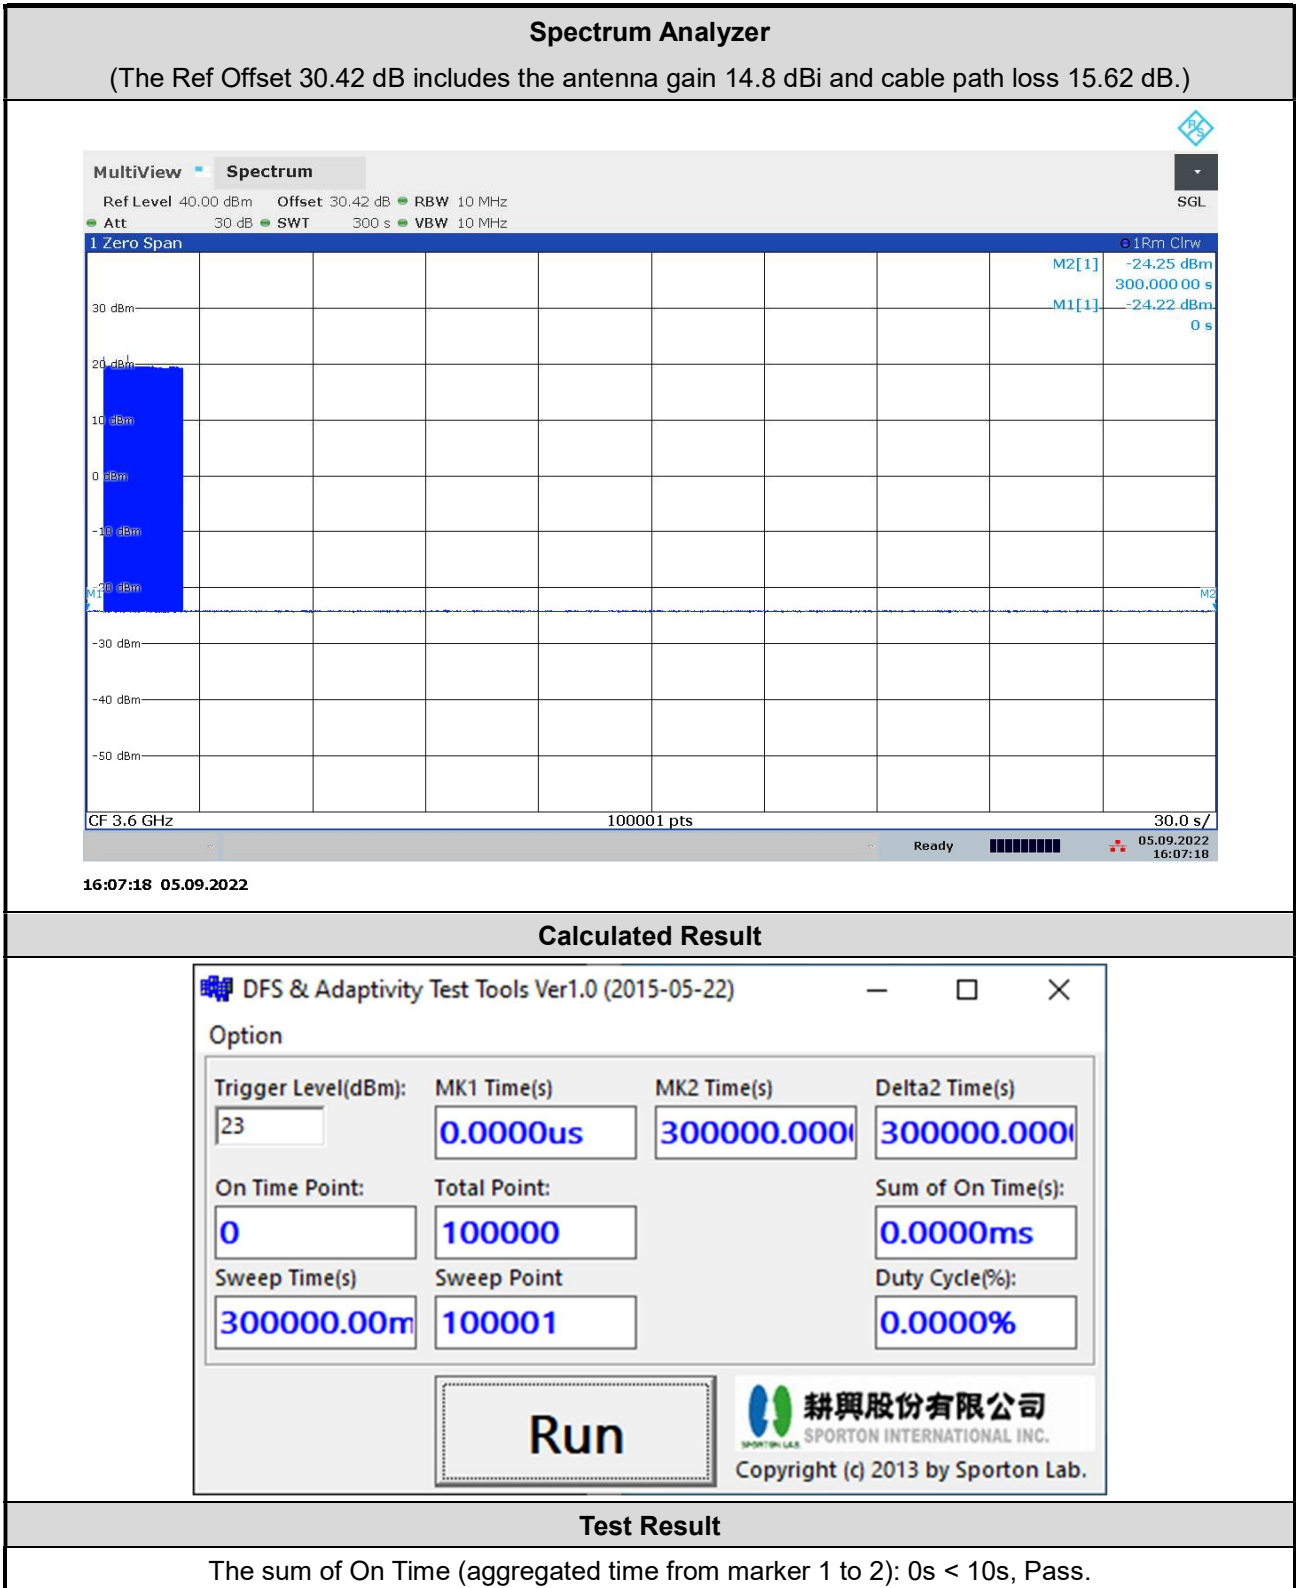 Spectrum Analyzer
(The Ref Offset 30.42 dB includes the antenna gain 14.8 dBi and cable path loss 15.62 dB.)
R S
MultiView Spectrum
Ref Level 40.00 dBm Offset 30.42 dB RBW 10 MHz SGL
Att 30 dB SWT 300 s VBW 10 MHz
1 Zero Span 1Rm Clrw
M2[1] -24.25 dBm
300.000 00 s
30 dBm M1[1] -24.22 dBm
0 s
20 dBm
10 dBm
0 dBm
-10 dBm
-20 dBm
M1 M2
-30 dBm
-40 dBm
-50 dBm
CF 3.6 GHz 100001 pts 30.0 s/
Ready 05.09.2022
16:07:18
16:07:18 05.09.2022
Calculated Result
DFS & Adaptivity Test Tools Ver1.0 (2015-05-22)
Option
Trigger Level(dBm): MK1 Time(s) MK2 Time(s) Delta2 Time(s)
23 0.0000us 300000.000 300000.000
On Time Point: Total Point: Sum of On Time(s):
0 100000 0.0000ms
Sweep Time(s) Sweep Point Duty Cycle(%):
300000.00m 100001 0.0000%
Run
耕興股份有限公司
SPORTON LAB. SPORTON INTERNATIONAL INC.
Copyright (c) 2013 by Sporton Lab.
Test Result
The sum of On Time (aggregated time from marker 1 to 2): 0s < 10s, Pass.